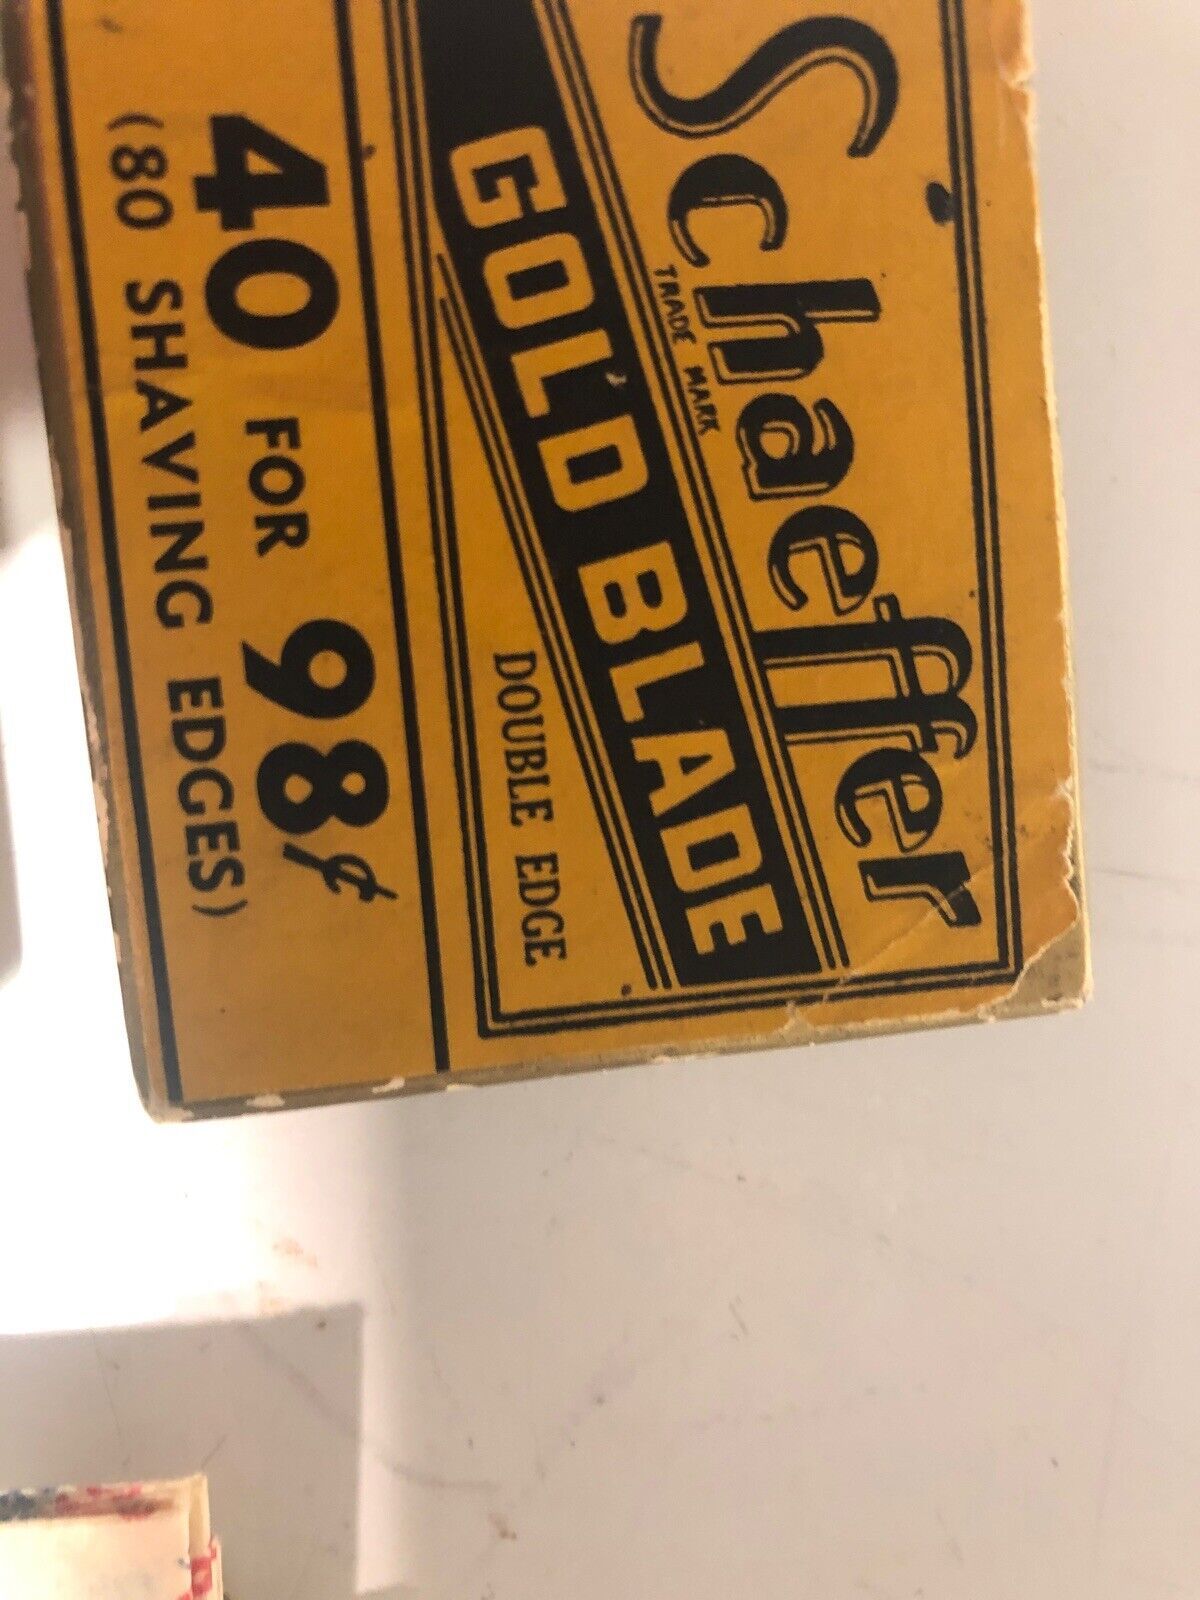 Schaeffer
TRADE MARK
GOLD BLADE
DOUBLE EDGE
40 FOR 98¢
(80 SHAVING EDGES)